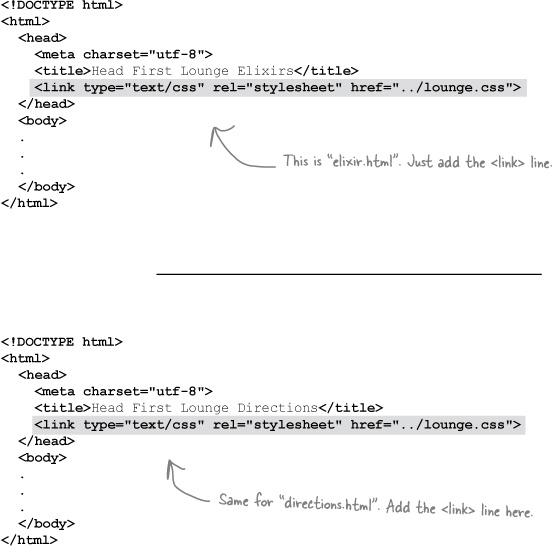 <!DOCTYPE html>
<html>
<head>
<meta charset="utf-8">
<title>Head First Lounge Elixirs</title>
<link type="text/css" rel="stylesheet" href="../lounge.css">
</head>
<body>
.
.
.
This is “elixir.html”. Just add the <link> line.
</body>
</html>
<!DOCTYPE html>
<html>
<head>
<meta charset="utf-8">
<title>Head First Lounge Directions</title>
<link type="text/css" rel="stylesheet" href="../lounge.css">
</head>
<body>
.
.
.
Same for “directions.html”. Add the <link> line here.
</body>
</html>